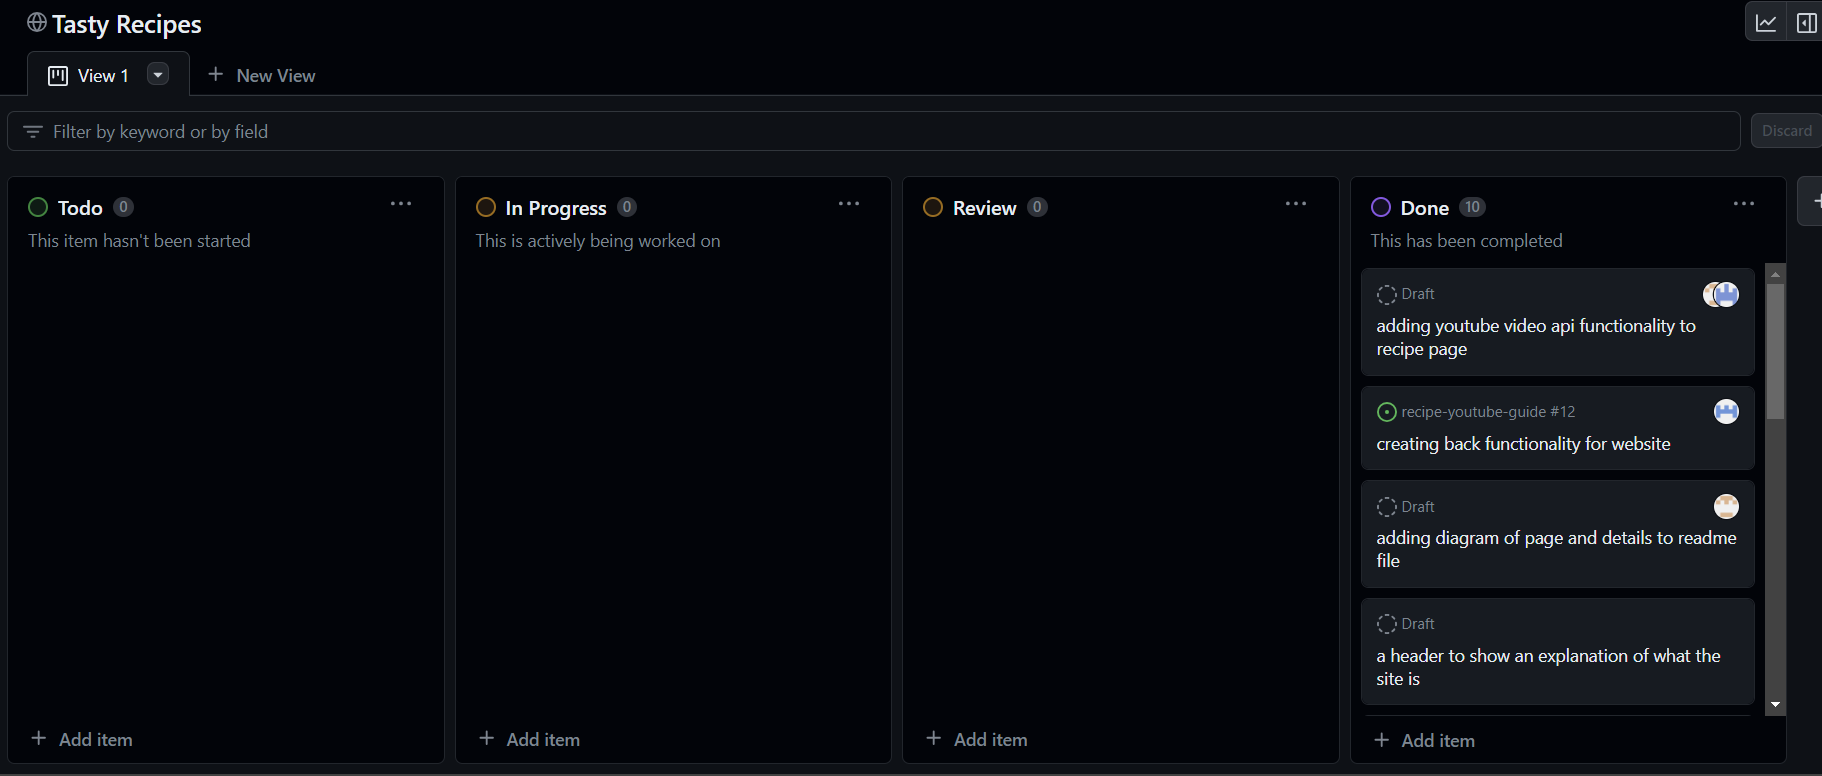 Tasty Recipes
View 1
New View
Filter by keyword or by field
Discard
Todo 0
This item hasn't been started
Add item
In Progress 0
This is actively being worked on
Add item
Review 0
Add item
Done 10
This has been completed
Draft
adding youtube video api functionality to
recipe page
recipe-youtube-guide #12
creating back functionality for website
Draft
adding diagram of page and details to readme
file
Draft
a header to show an explanation of what the
site is
Add item